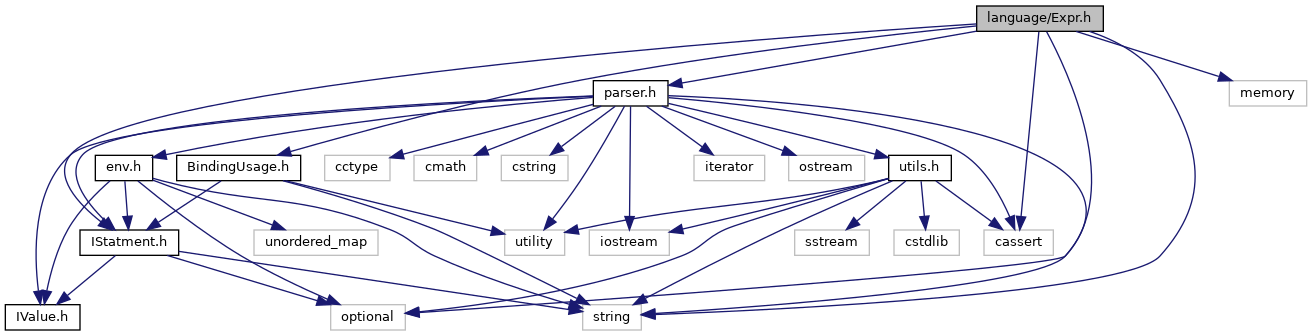 language/Expr.h
parser.h
memory
env.h
BindingUsage.h
cctype
cmath
cstring
iterator
ostream
utils.h
IStatment.h
unordered_map
utility
iostream
sstream
cstdlib
cassert
IValue.h
optional
string